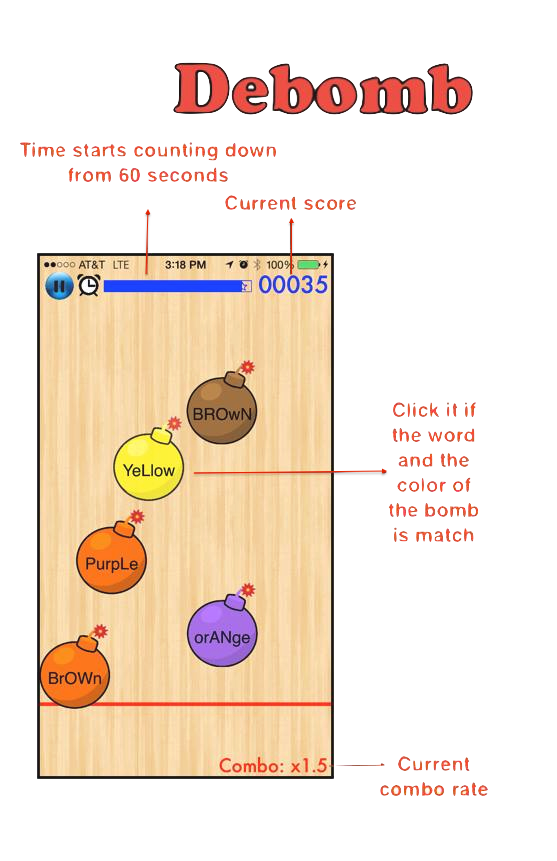 Debomb
Time starts counting down
from 60 seconds
Current score
AT&T LTE 3:18 PM 100%
00035
BROwN
YeLlow
PurpLe
orANge
BrOWn
Click it if
the word
and the
color of
the bomb
is match
Combo: x1.5
Current
combo rate